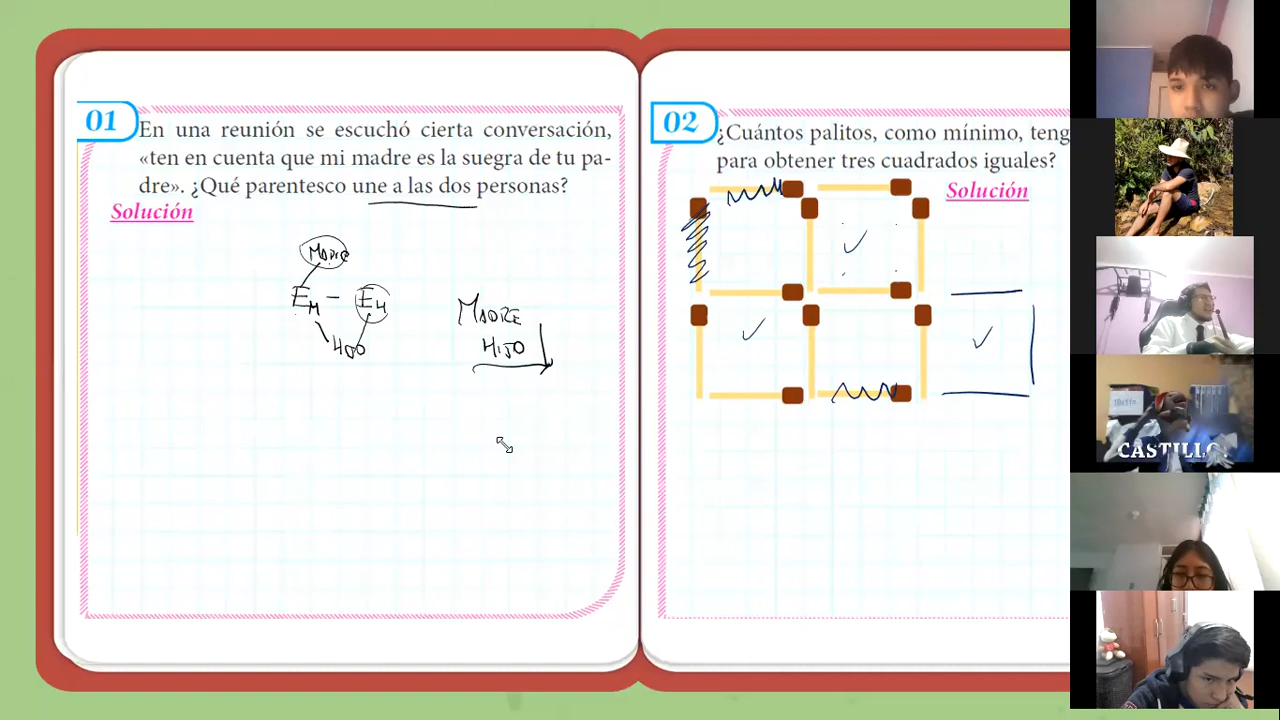 01
En una reunión se escuchó cierta conversación,
«ten en cuenta que mi madre es la suegra de tu pa-
dre». ¿Qué parentesco une a las dos personas?
Solución
MADRE
EM - EH
HIJO
MADRE
HIJO
02
¿Cuántos palitos, como mínimo, teng
para obtener tres cuadrados iguales?
Solución
CASTILLO